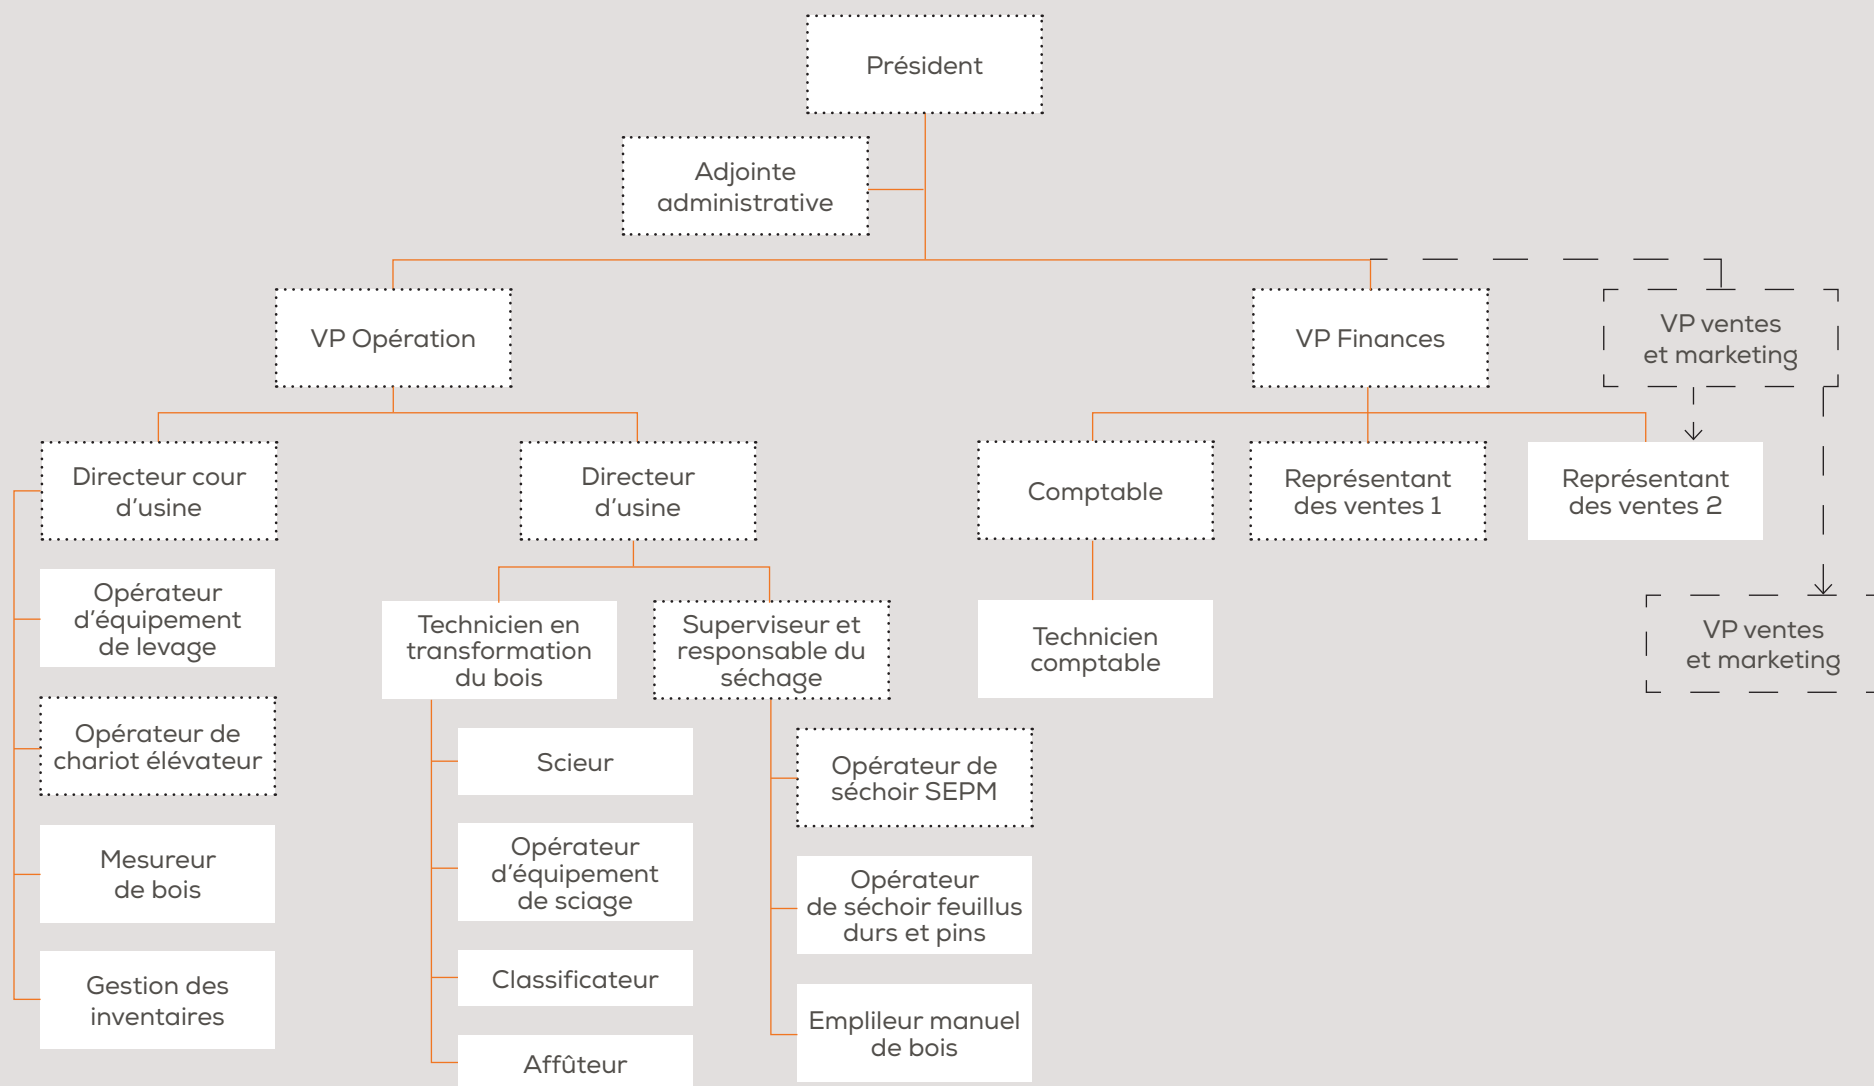 Président
Adjointe
administrative
VP Opération
VP Finances
VP ventes
et marketing
Directeur cour
d'usine
Directeur
d'usine
Comptable
Représentant
des ventes 1
Représentant
des ventes 2
Opérateur
d'équipement
de levage
Technicien en
transformation
du bois
Superviseur et
responsable du
séchage
Technicien
comptable
VP ventes
et marketing
Opérateur de
chariot élévateur
Scieur
Opérateur de
séchoir SEPM
Mesureur
de bois
Opérateur
d'équipement
de sciage
Opérateur
de séchoir feuillus
durs et pins
Gestion des
inventaires
Classificateur
Emplileur manuel
de bois
Affûteur